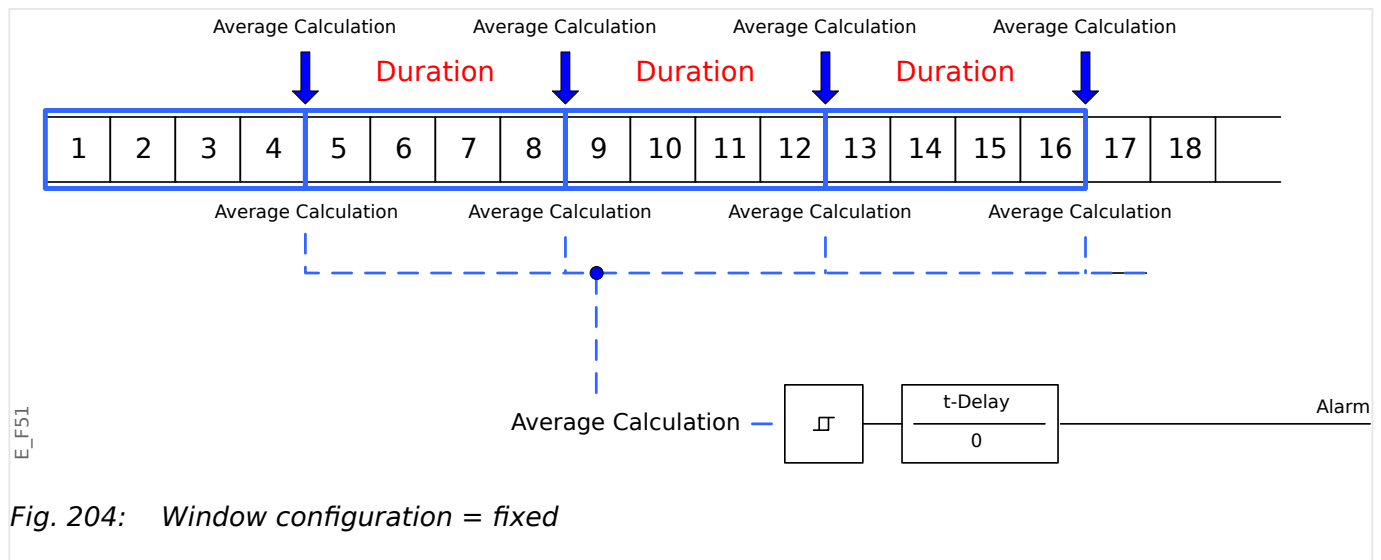 Average Calculation Average Calculation Average Calculation Average Calculation
Duration Duration Duration
1 2 3 4 5 6 7 8 9 10 11 12 13 14 15 16 17 18
Average Calculation Average Calculation Average Calculation Average Calculation
t-Delay
Alarm
Average Calculation
0
E_F51
Fig. 204: Window configuration = fixed